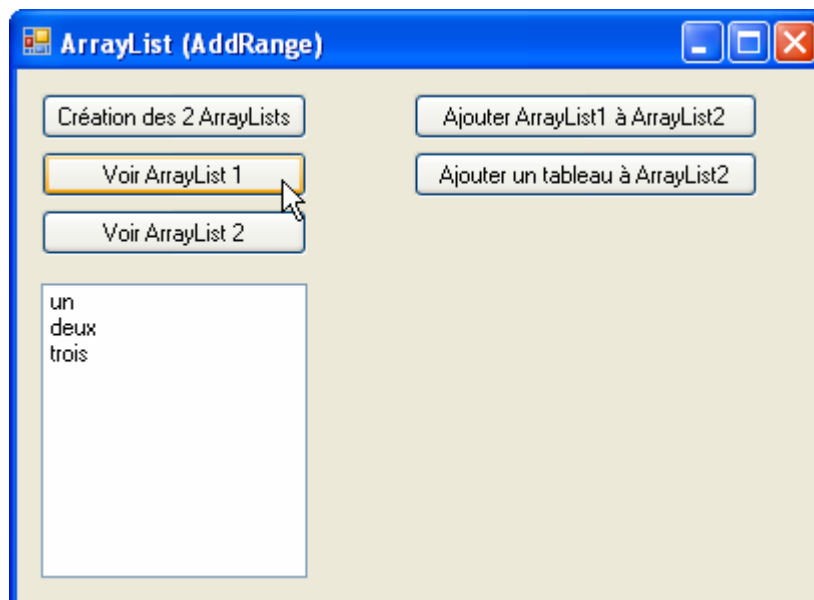 ArrayList (AddRange)
Création des 2 ArrayLists
Ajouter ArrayList1 à ArrayList2
Voir ArrayList 1
Ajouter un tableau à ArrayList2
Voir ArrayList 2
un
deux
trois